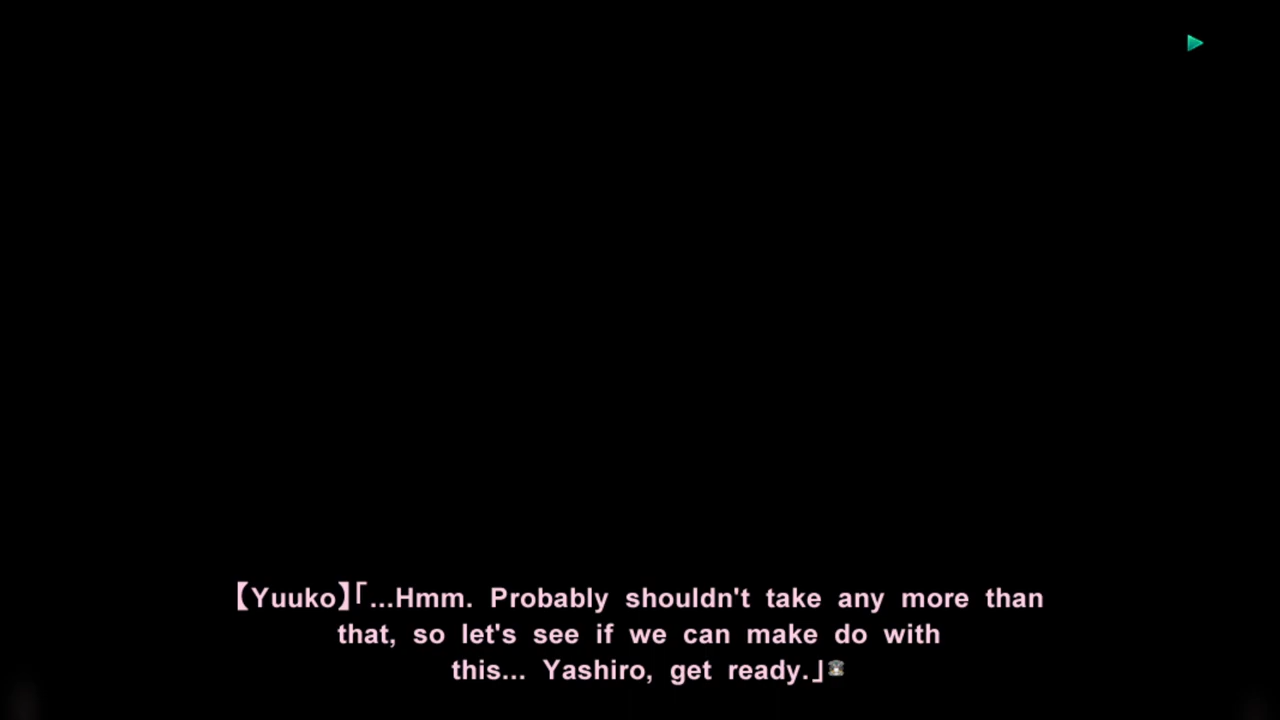 【Yuuko】「...Hmm. Probably shouldn't take any more than
that, so let's see if we can make do with
this... Yashiro, get ready.」